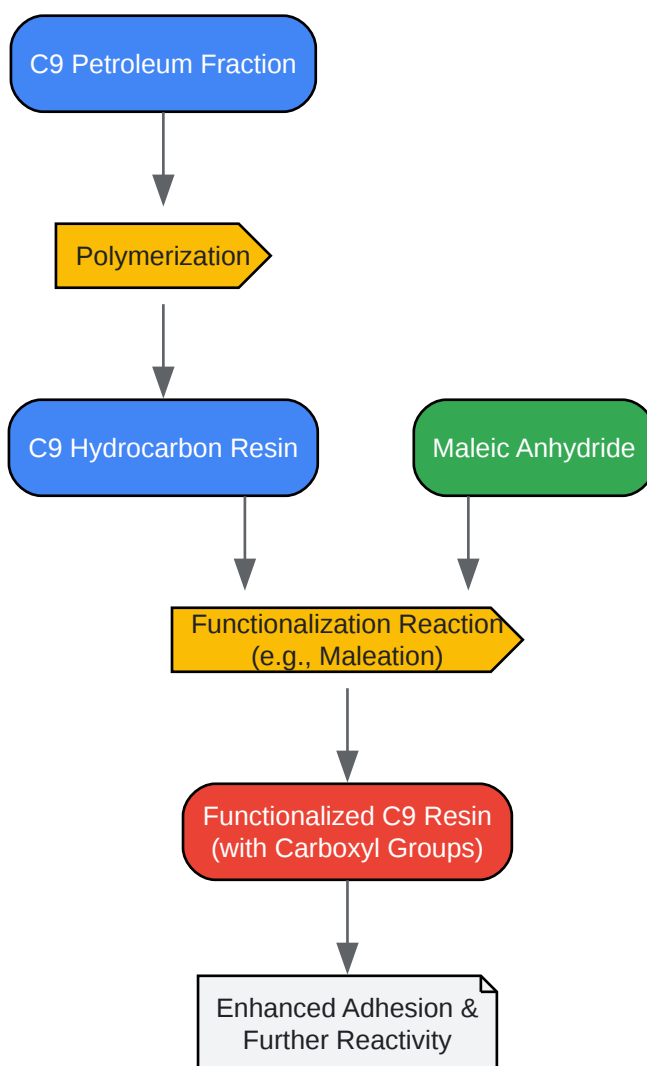 C9 Petroleum Fraction
Polymerization
C9 Hydrocarbon Resin
Maleic Anhydride
Functionalization Reaction
(e.g., Maleation)
Functionalized C9 Resin
(with Carboxyl Groups)
Enhanced Adhesion &
Further Reactivity